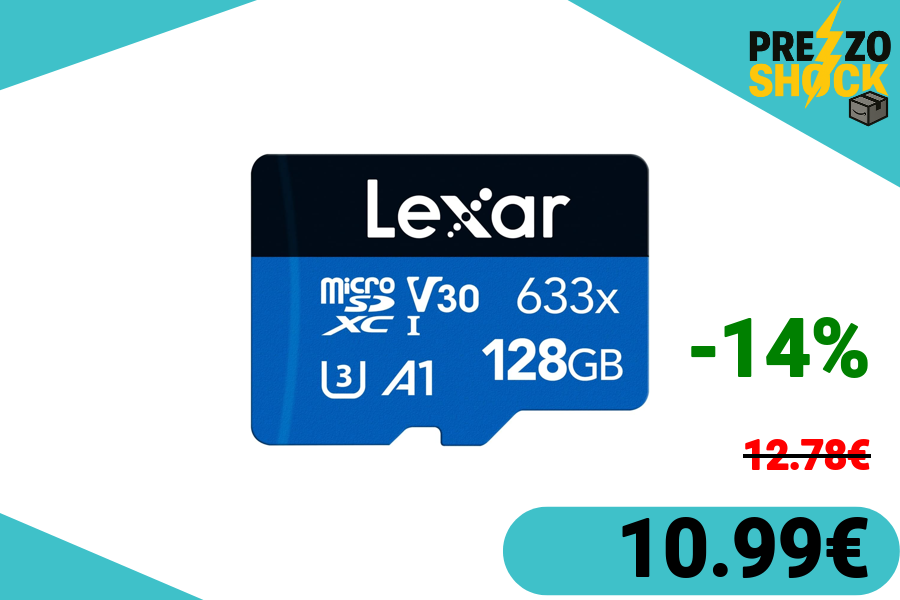 PREZZO
SHOCK
Lexar
micro
SD
XC I
V30
633x
128GB
3
A1
-14%
12.78€
10.99€